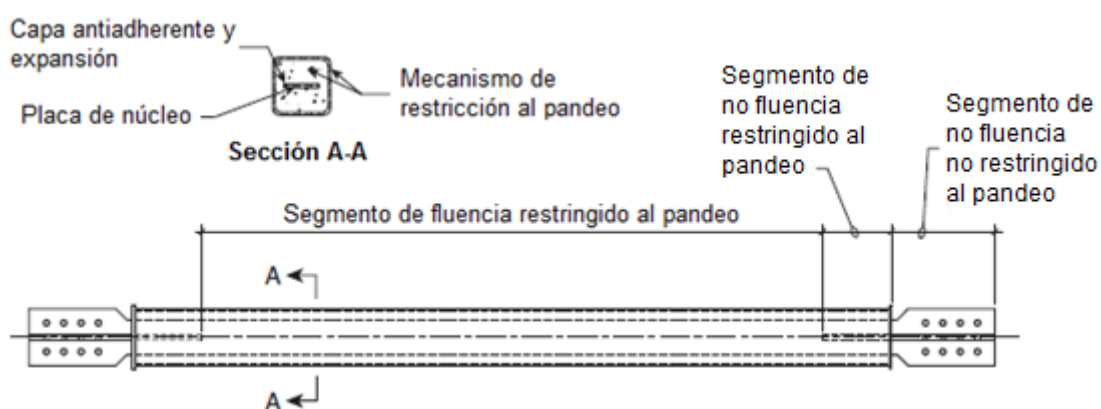 Capa antiadherente y
expansión
Placa de núcleo
Mecanismo de
restricción al pandeo
Sección A-A
Segmento de
no fluencia
restringido al
pandeo
Segmento de
no fluencia
no restringido
al pandeo
Segmento de fluencia restringido al pandeo
A
A